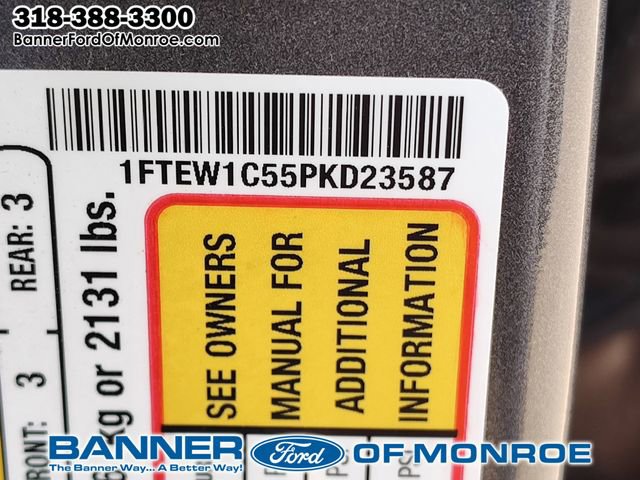 318-388-3300
BannerFordOfMonroe.com
1FTEW1C55PKD23587
SEE OWNERS
MANUAL FOR
ADDITIONAL
INFORMATION
REAR: 3
FRONT: 3
kg or 2131 lbs.
BANNER Ford OF MONROE
The Banner Way... A Better Way!